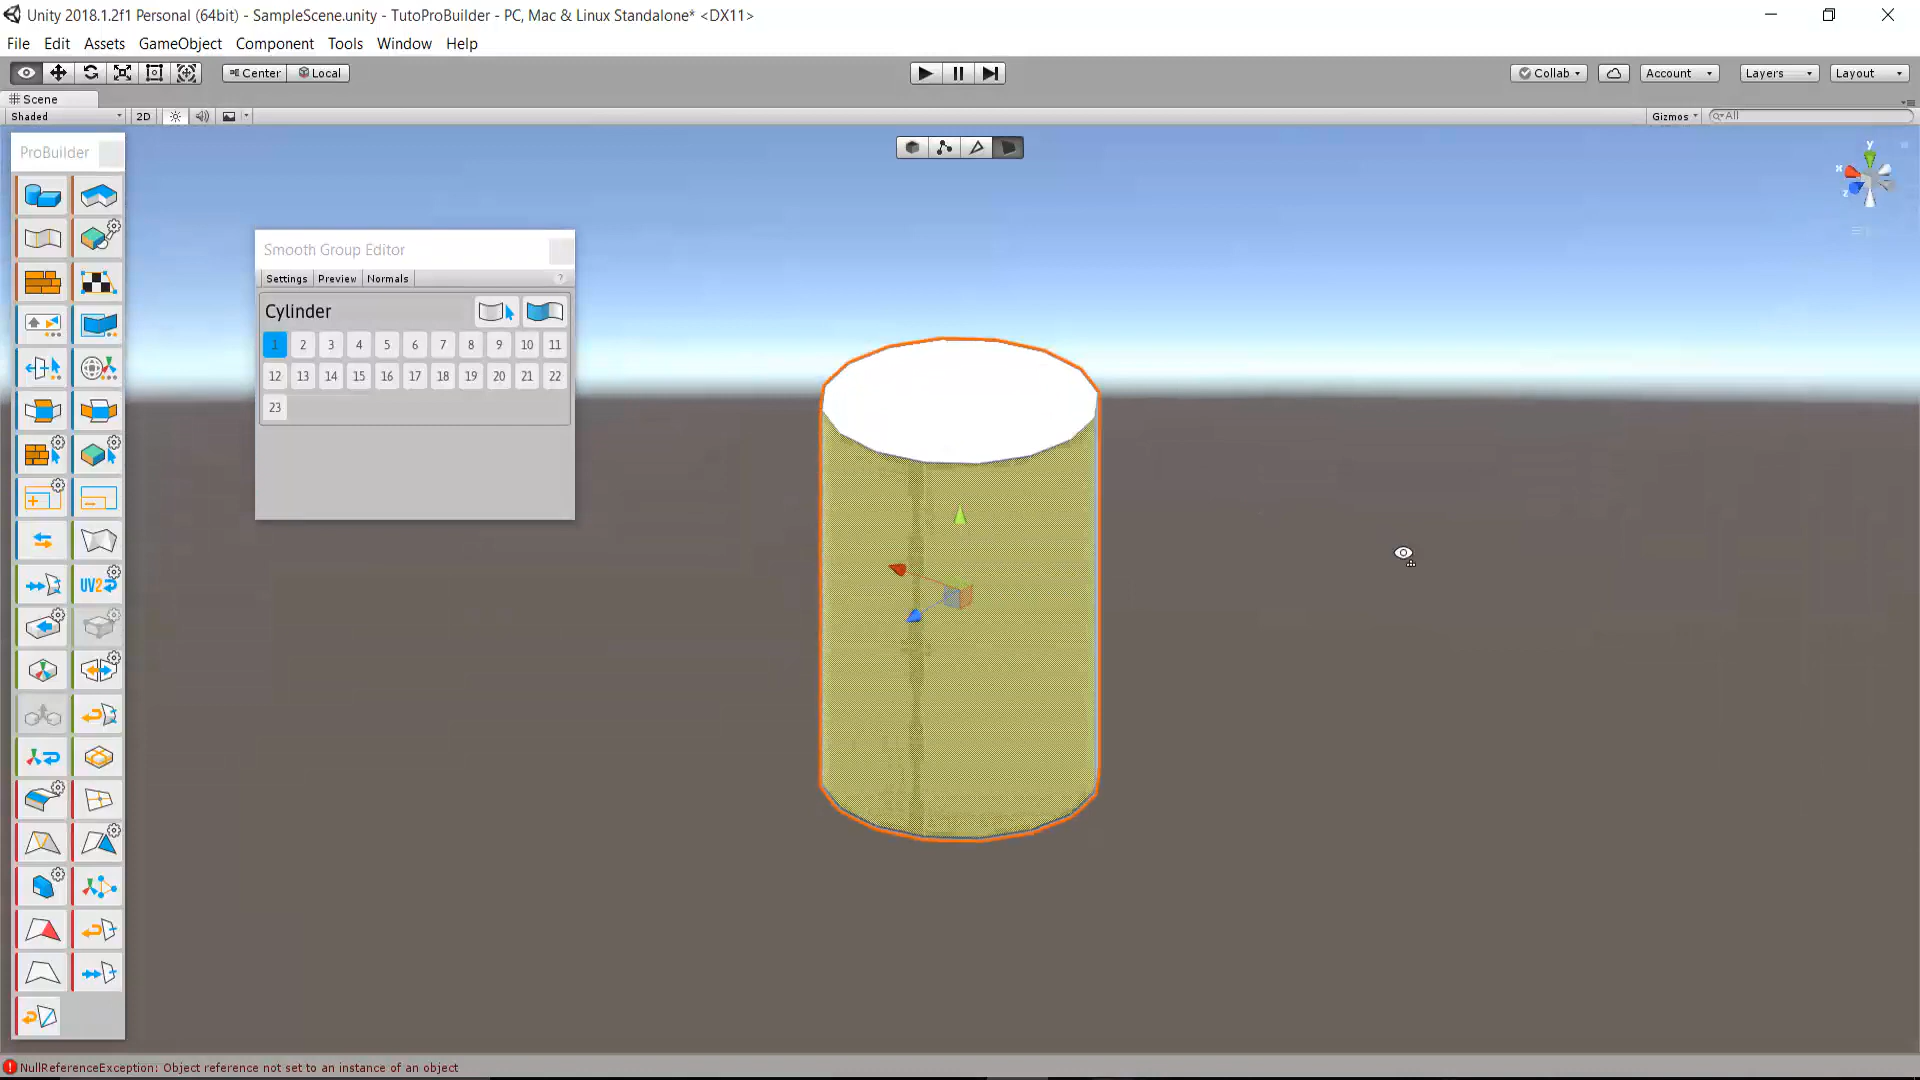 Unity 2018.1.2f1 Personal (64bit) - SampleScene.unity - TutoProBuilder - PC, Mac & Linux Standalone* <DX11>
File Edit Assets GameObject Component Tools Window Help
Center Local Collab Account Layers Layout
Scene
Shaded 2D Gizmos All
y
x
z
ProBuilder
Smooth Group Editor
Settings Preview Normals ?
Cylinder
1 2 3 4 5 6 7 8 9 10 11
12 13 14 15 16 17 18 19 20 21 22
23
UV2
NullReferenceException: Object reference not set to an instance of an object